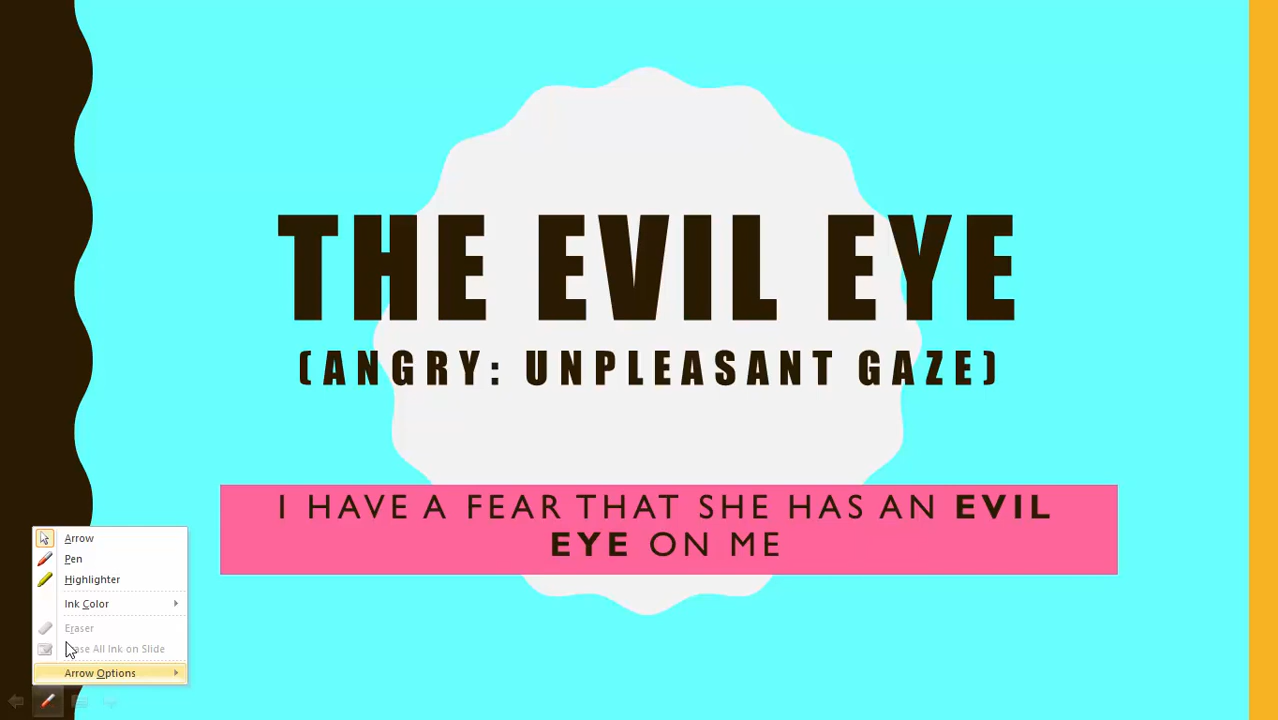 THE EVIL EYE
(ANGRY: UNPLEASANT GAZE)
I HAVE A FEAR THAT SHE HAS AN EVIL
EYE ON ME
Arrow
Pen
Highlighter
Ink Color
Eraser
All Ink on Slide
Arrow Options